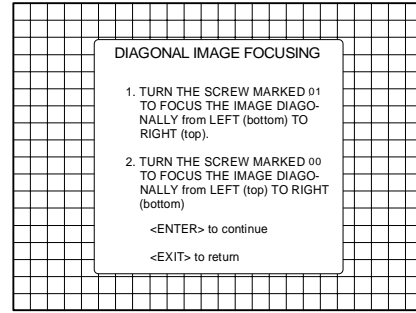 DIAGONAL IMAGE FOCUSING
1. TURN THE SCREW MARKED 01
TO FOCUS THE IMAGE DIAGO-
NALLY from LEFT (bottom) TO
RIGHT (top).
2. TURN THE SCREW MARKED 00
TO FOCUS THE IMAGE DIAGO-
NALLY from LEFT (top) TO RIGHT
(bottom)
<ENTER> to continue
<EXIT> to return